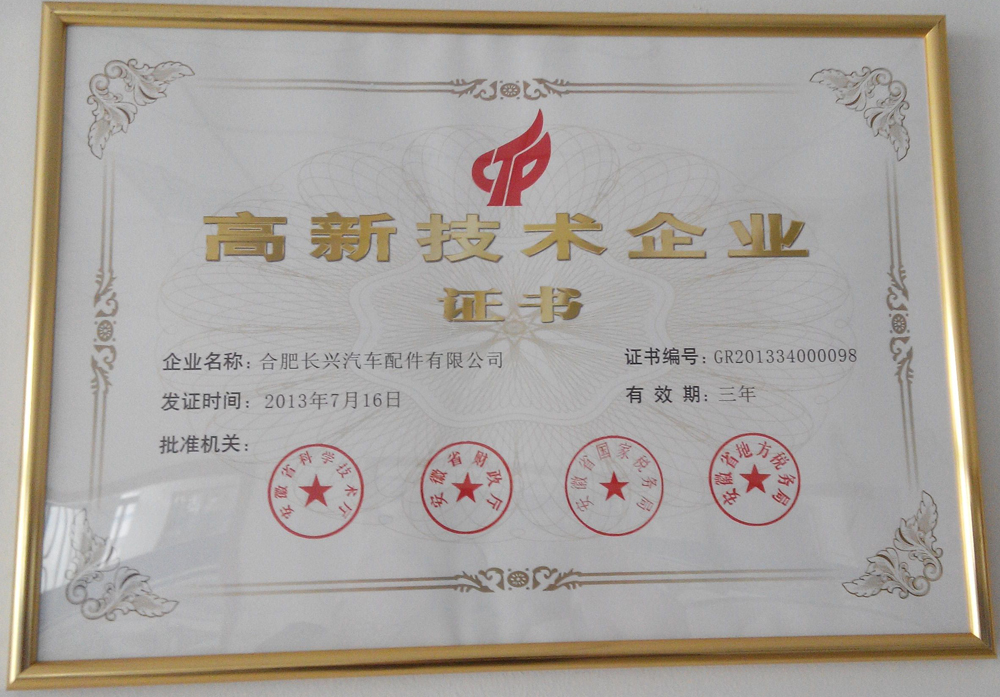 CTP
高新技术企业
证书
企业名称：合肥长兴汽车配件有限公司
证书编号：GR201334000098
发证时间：2013年7月16日
有效期：三年
批准机关：
安徽省科学技术厅
安徽省财政厅
安徽省国家税务局
安徽省地方税务局